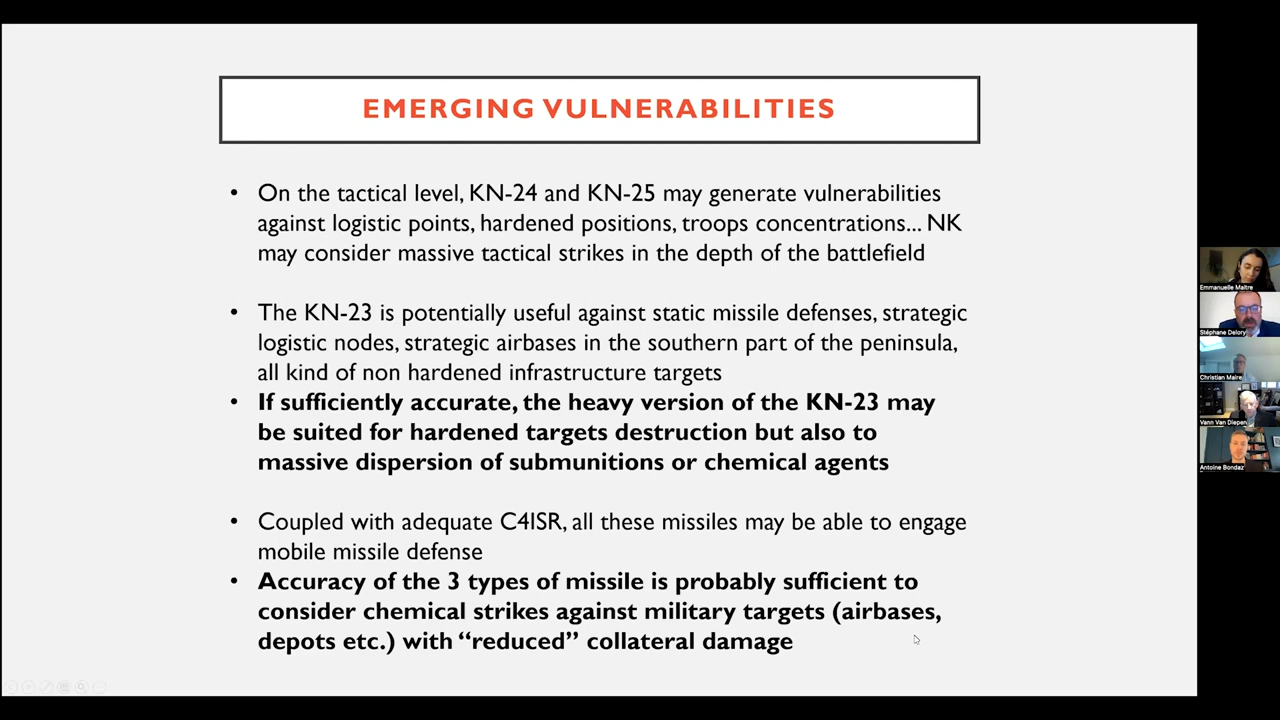 EMERGING VULNERABILITIES
• On the tactical level, KN-24 and KN-25 may generate vulnerabilities
against logistic points, hardened positions, troops concentrations... NK
may consider massive tactical strikes in the depth of the battlefield
• The KN-23 is potentially useful against static missile defenses, strategic
logistic nodes, strategic airbases in the southern part of the peninsula,
all kind of non hardened infrastructure targets
• If sufficiently accurate, the heavy version of the KN-23 may
be suited for hardened targets destruction but also to
massive dispersion of submunitions or chemical agents
• Coupled with adequate C4ISR, all these missiles may be able to engage
mobile missile defense
• Accuracy of the 3 types of missile is probably sufficient to
consider chemical strikes against military targets (airbases,
depots etc.) with “reduced” collateral damage
Emmanuelle Maitre
Stéphane Delory
Christian Maire
Vann Van Diepen
Antoine Bondaz